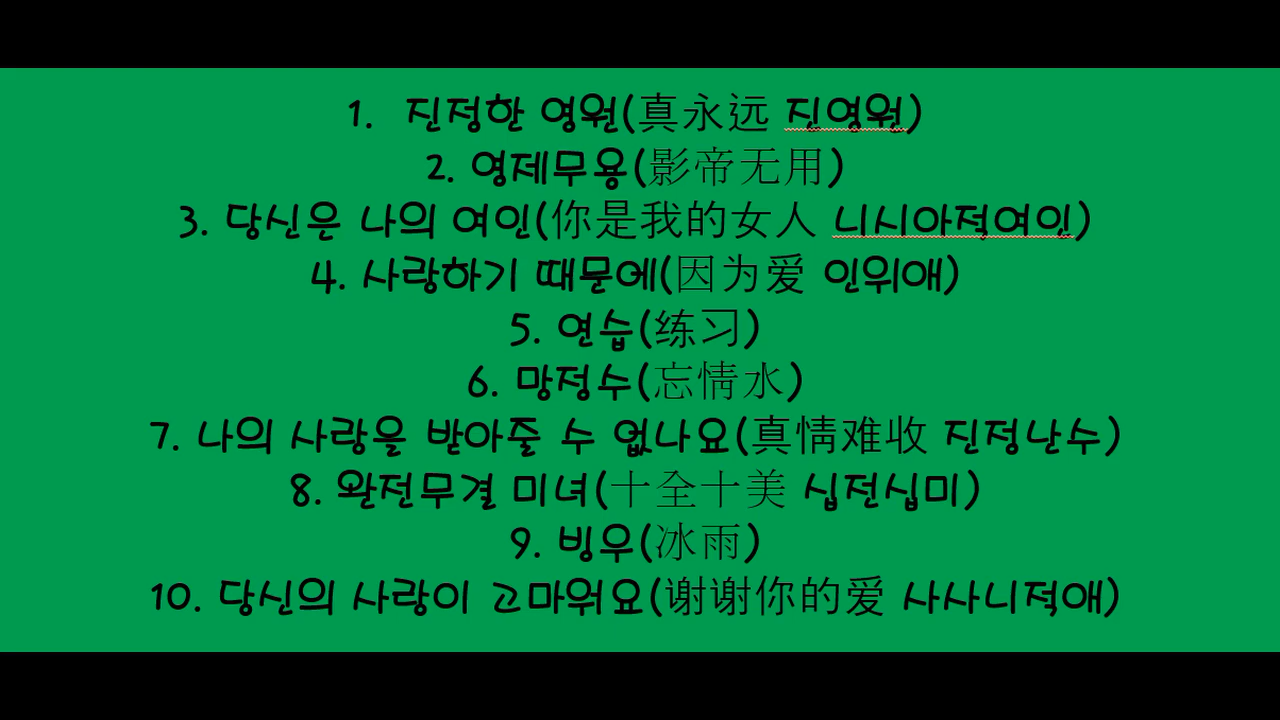 1. 진정한 영원(真永远 진영원)
2. 영제무용(影帝无用)
3. 당신은 나의 여인(你是我的女人 니시아적여인)
4. 사랑하기 때문에(因为爱 인위애)
5. 연습(练习)
6. 망정수(忘情水)
7. 나의 사랑을 받아줄 수 없나요(真情难收 진정난수)
8. 완전무결 미녀(十全十美 십전십미)
9. 빙우(冰雨)
10. 당신의 사랑이 고마워요(谢谢你的爱 사사니적애)